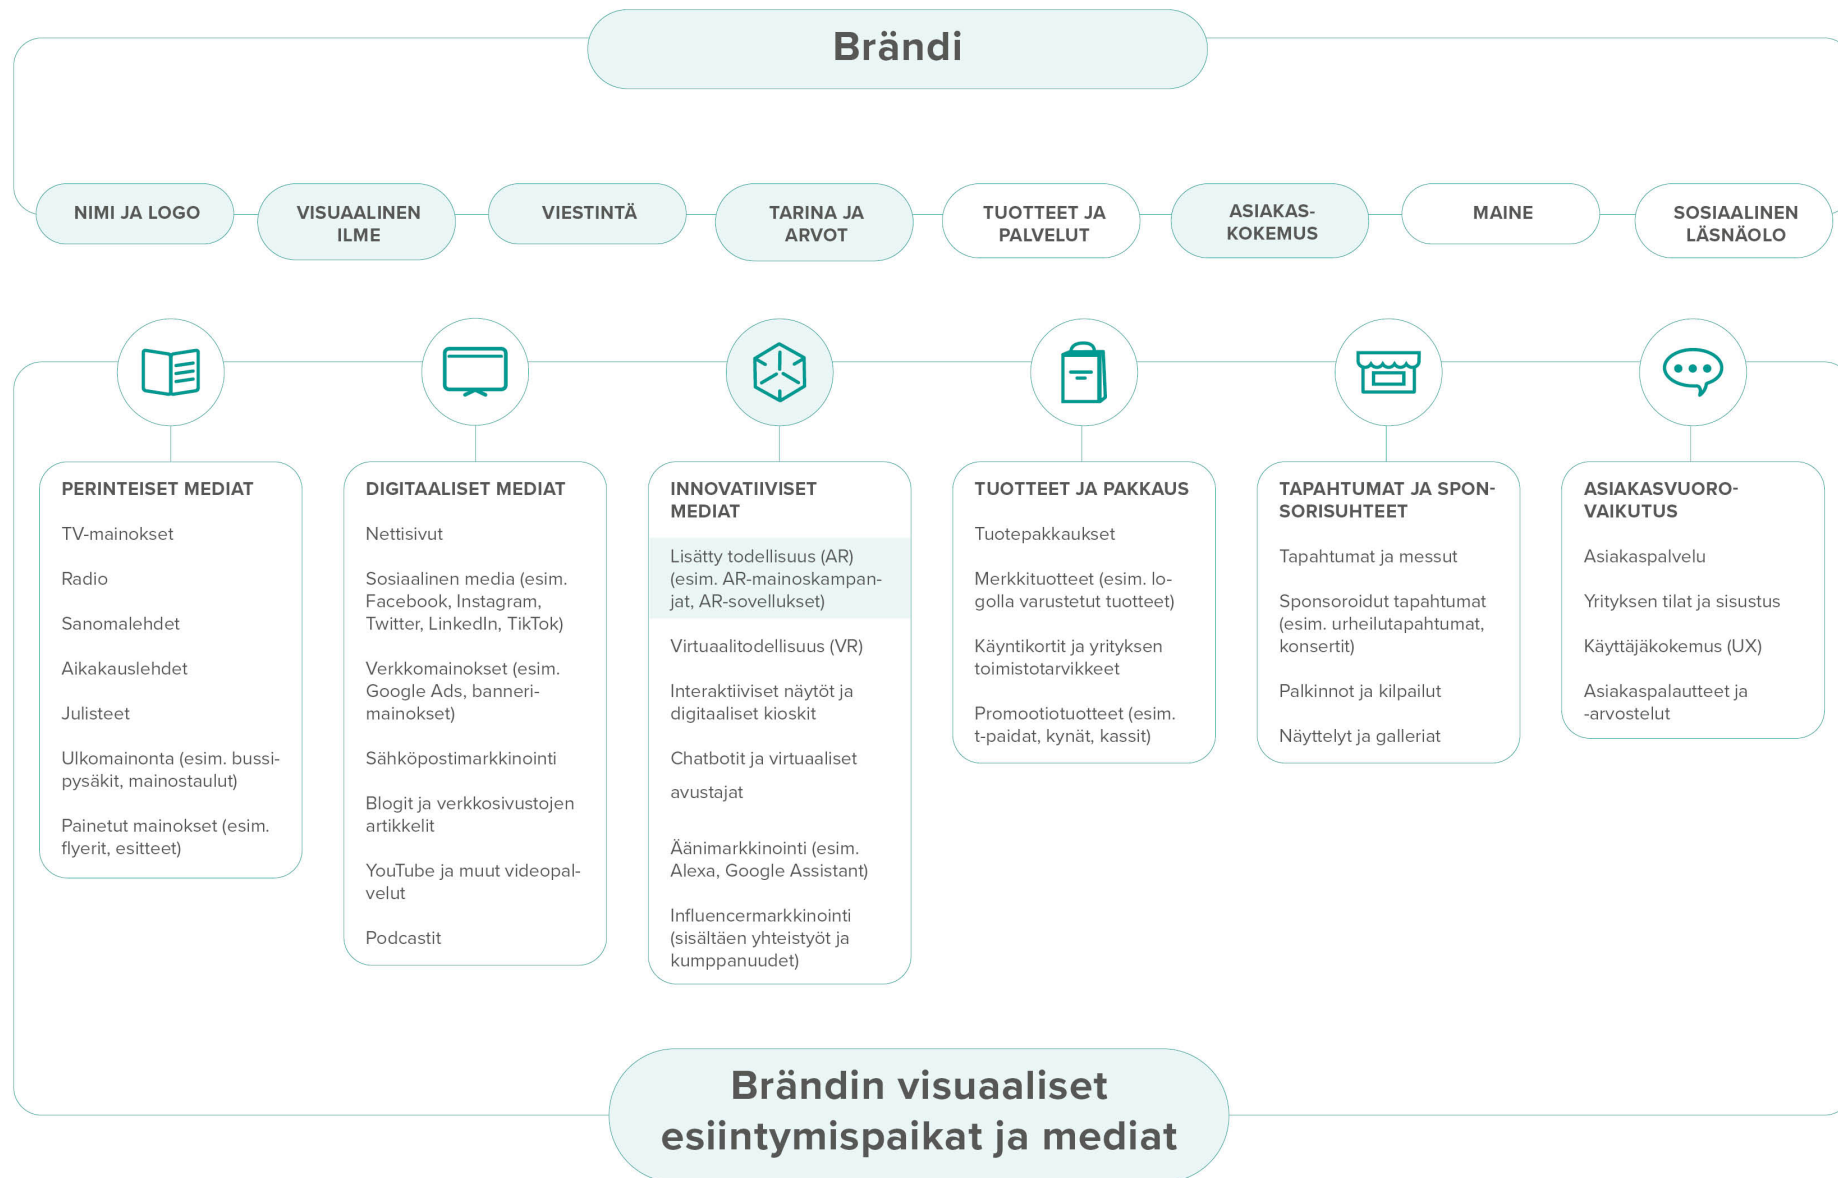 Brändi
NIMI JA LOGO
VISUAALINEN
ILME
VIESTINTÄ
TARINA JA
ARVOT
TUOTTEET JA
PALVELUT
ASIAKAS-
KOKEMUS
MAINE
SOSIAALINEN
LÄSNÄOLO
PERINTEISET MEDIAT
TV-mainokset
Radio
Sanomalehdet
Aikakauslehdet
Julisteet
Ulkomainonta (esim. bussi-
pysäkit, mainostaulut)
Painetut mainokset (esim.
flyerit, esitteet)
DIGITAALISET MEDIAT
Nettisivut
Sosiaalinen media (esim.
Facebook, Instagram,
Twitter, LinkedIn, TikTok)
Verkkomainokset (esim.
Google Ads, banneri-
mainokset)
Sähköpostimarkkinointi
Blogit ja verkkosivustojen
artikkelit
YouTube ja muut videopal-
velut
Podcastit
INNOVATIIVISET
MEDIAT
Lisätty todellisuus (AR)
(esim. AR-mainoskampan-
jat, AR-sovellukset)
Virtuaalitodellisuus (VR)
Interaktiiviset näytöt ja
digitaaliset kioskit
Chatbotit ja virtuaaliset
avustajat
Äänimarkkinointi (esim.
Alexa, Google Assistant)
Influencermarkkinointi
(sisältäen yhteistyöt ja
kumppanuudet)
TUOTTEET JA PAKKAUS
Tuotepakkaukset
Merkkituotteet (esim. lo-
golla varustetut tuotteet)
Käyntikortit ja yrityksen
toimistotarvikkeet
Promootiotuotteet (esim.
t-paidat, kynät, kassit)
TAPAHTUMAT JA SPON-
SORISUHTEET
Tapahtumat ja messut
Sponsoroidut tapahtumat
(esim. urheilutapahtumat,
konsertit)
Palkinnot ja kilpailut
Näyttelyt ja galleriat
ASIAKASVUORO-
VAIKUTUS
Asiakaspalvelu
Yrityksen tilat ja sisustus
Käyttäjäkokemus (UX)
Asiakaspalautteet ja
-arvostelut
Brändin visuaaliset
esiintymispaikat ja mediat